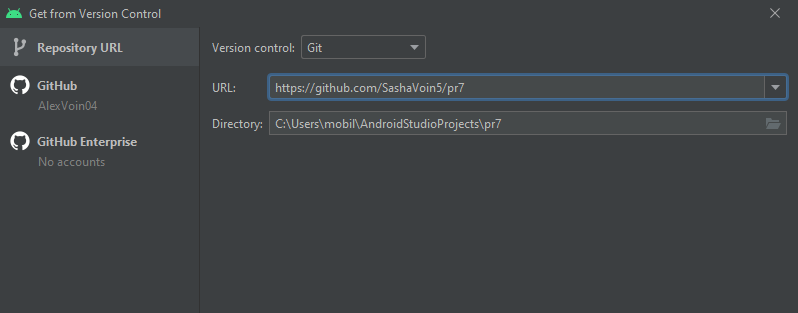 Get from Version Control
Repository URL
GitHub
AlexVoin04
GitHub Enterprise
No accounts
Version control: Git
URL: https://github.com/SashaVoin5/pr7
Directory: C:\Users\mobil\AndroidStudioProjects\pr7